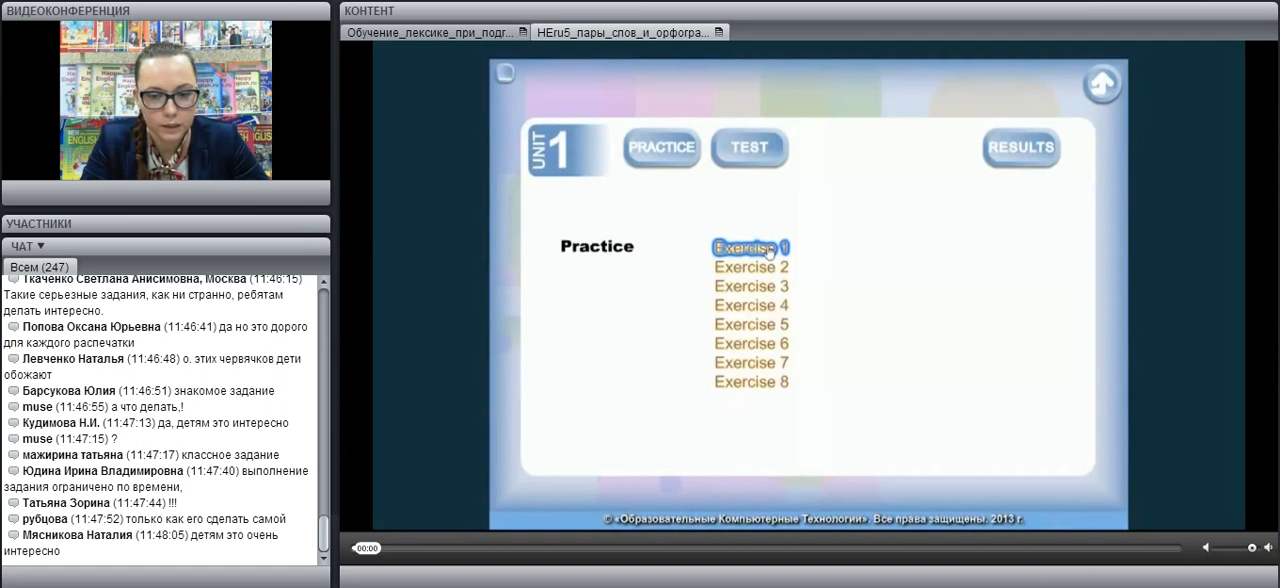 ВИДЕОКОНФЕРЕНЦИЯ
УЧАСТНИКИ
ЧАТ ▼
Всем (247)
Ткаченко Светлана Анисимовна, Москва (11:46:15)
Такие серьезные задания, как ни странно, ребятам
делать интересно.
Попова Оксана Юрьевна (11:46:41) да но это дорого
для каждого распечатки
Левченко Наталья (11:46:48) о. этих червячков дети
обожают
Барсукова Юлия (11:46:51) знакомое задание
muse (11:46:55) а что делать,!
Кудимова Н.И. (11:47:13) да, детям это интересно
muse (11:47:15) ?
мажирина татьяна (11:47:17) классное задание
Юдина Ирина Владимировна (11:47:40) выполнение
задания ограничено по времени,
Татьяна Зорина (11:47:44) !!!
рубцова (11:47:52) только как его сделать самой
Мясникова Наталия (11:48:05) детям это очень
интересно
КОНТЕНТ
Обучение_лексике_при_подг... HEru5_пары_слов_и_орфогра...
UNIT 1 PRACTICE TEST RESULTS
Practice Exercise 1
Exercise 2
Exercise 3
Exercise 4
Exercise 5
Exercise 6
Exercise 7
Exercise 8
© «Образовательные Компьютерные Технологии». Все права защищены. 2013 г.
00:00